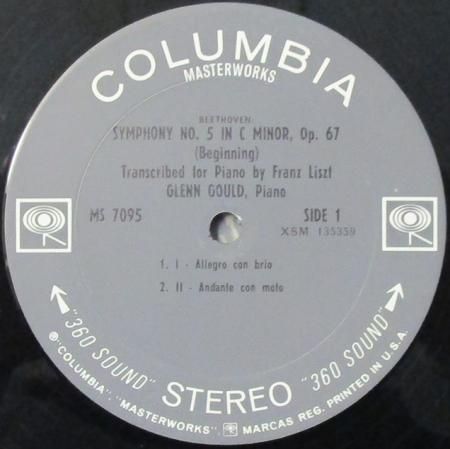 COLUMBIA
MASTERWORKS
BEETHOVEN:
SYMPHONY NO. 5 IN C MINOR, Op. 67
(Beginning)
Transcribed for Piano by Franz Liszt
GLENN GOULD, Piano
MS 7095 SIDE 1
XSM 135359
1. I - Allegro con brio
2. II - Andante con moto
"360 SOUND" STEREO "360 SOUND"
℗ "COLUMBIA", "MASTERWORKS", MARCAS REG. PRINTED IN U.S.A.